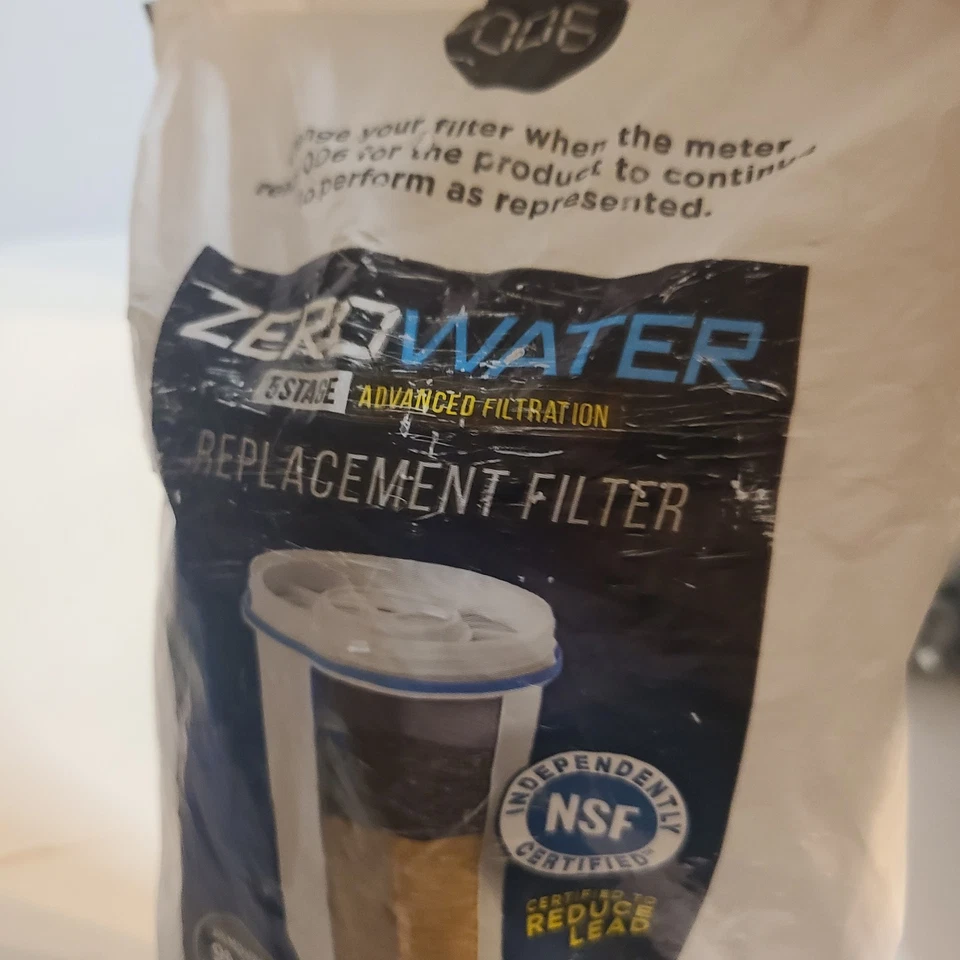 006
your filter when the meter
006 for the product to continue
to perform as represented.
ZEROWATER
5 STAGE ADVANCED FILTRATION
REPLACEMENT FILTER
INDEPENDENTLY
NSF
CERTIFIED
CERTIFIED TO
REDUCE
LEAD